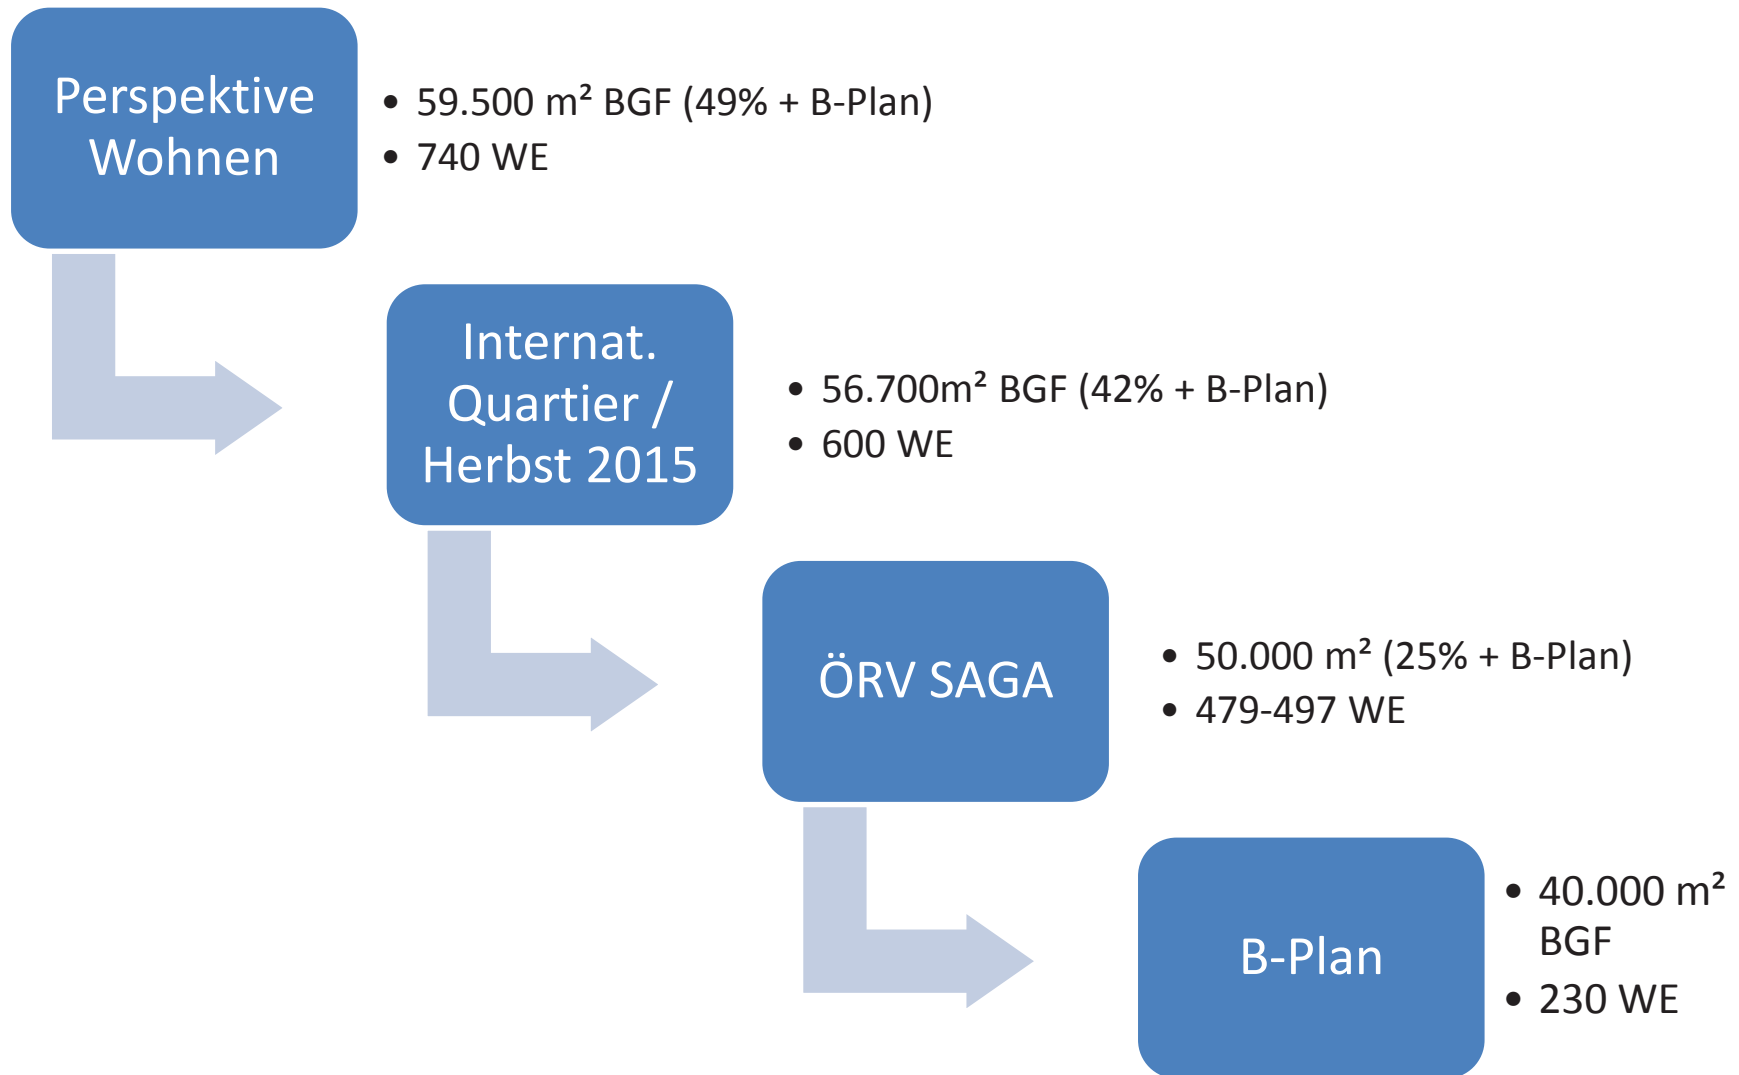 Perspektive
Wohnen
• 59.500 m² BGF (49% + B-Plan)
• 740 WE
Internat.
Quartier /
Herbst 2015
• 56.700m² BGF (42% + B-Plan)
• 600 WE
ÖRV SAGA
• 50.000 m² (25% + B-Plan)
• 479-497 WE
B-Plan
• 40.000 m²
BGF
• 230 WE